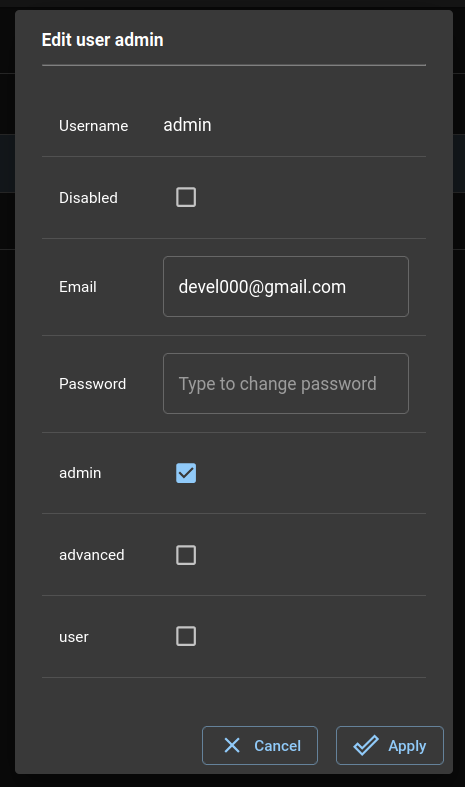 Edit user admin
Username admin
Disabled
Email devel000@gmail.com
Password Type to change password
admin
advanced
user
Cancel Apply